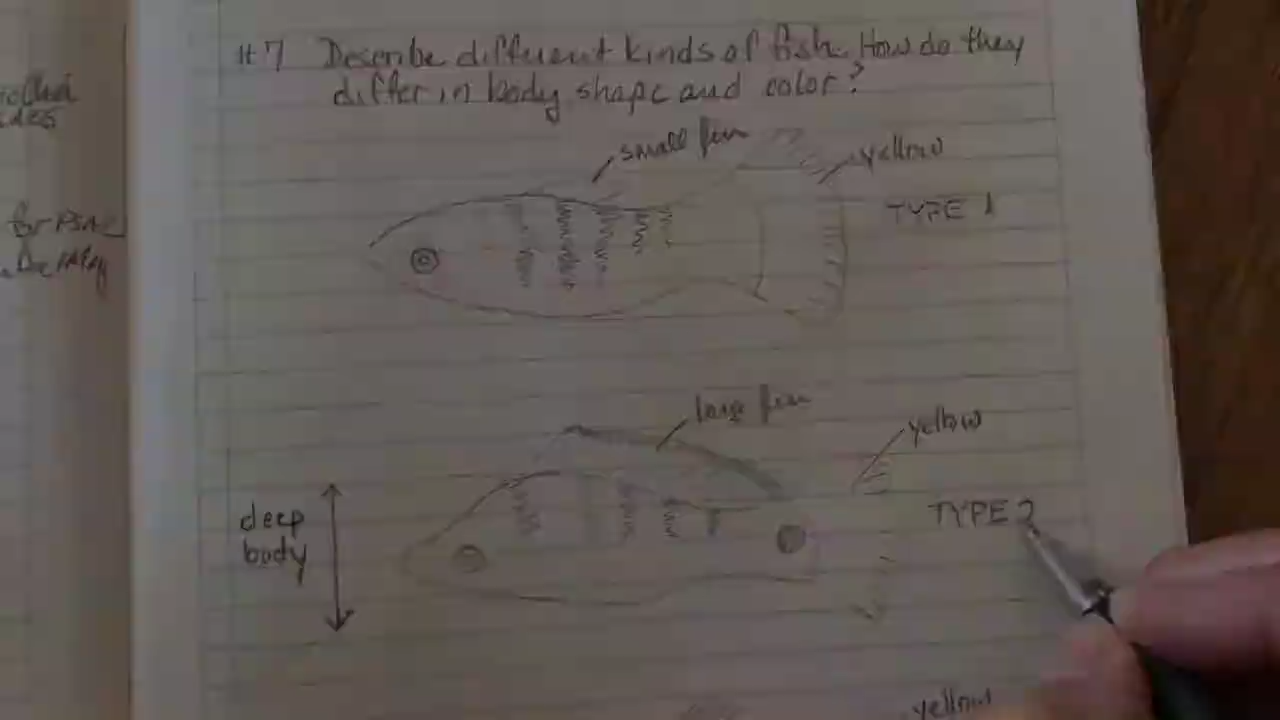 #7 Describe different kinds of fish. How do they
differ in body shape and color?
small fin
yellow
TYPE 1
large fin
yellow
deep
body
TYPE 2
yellow